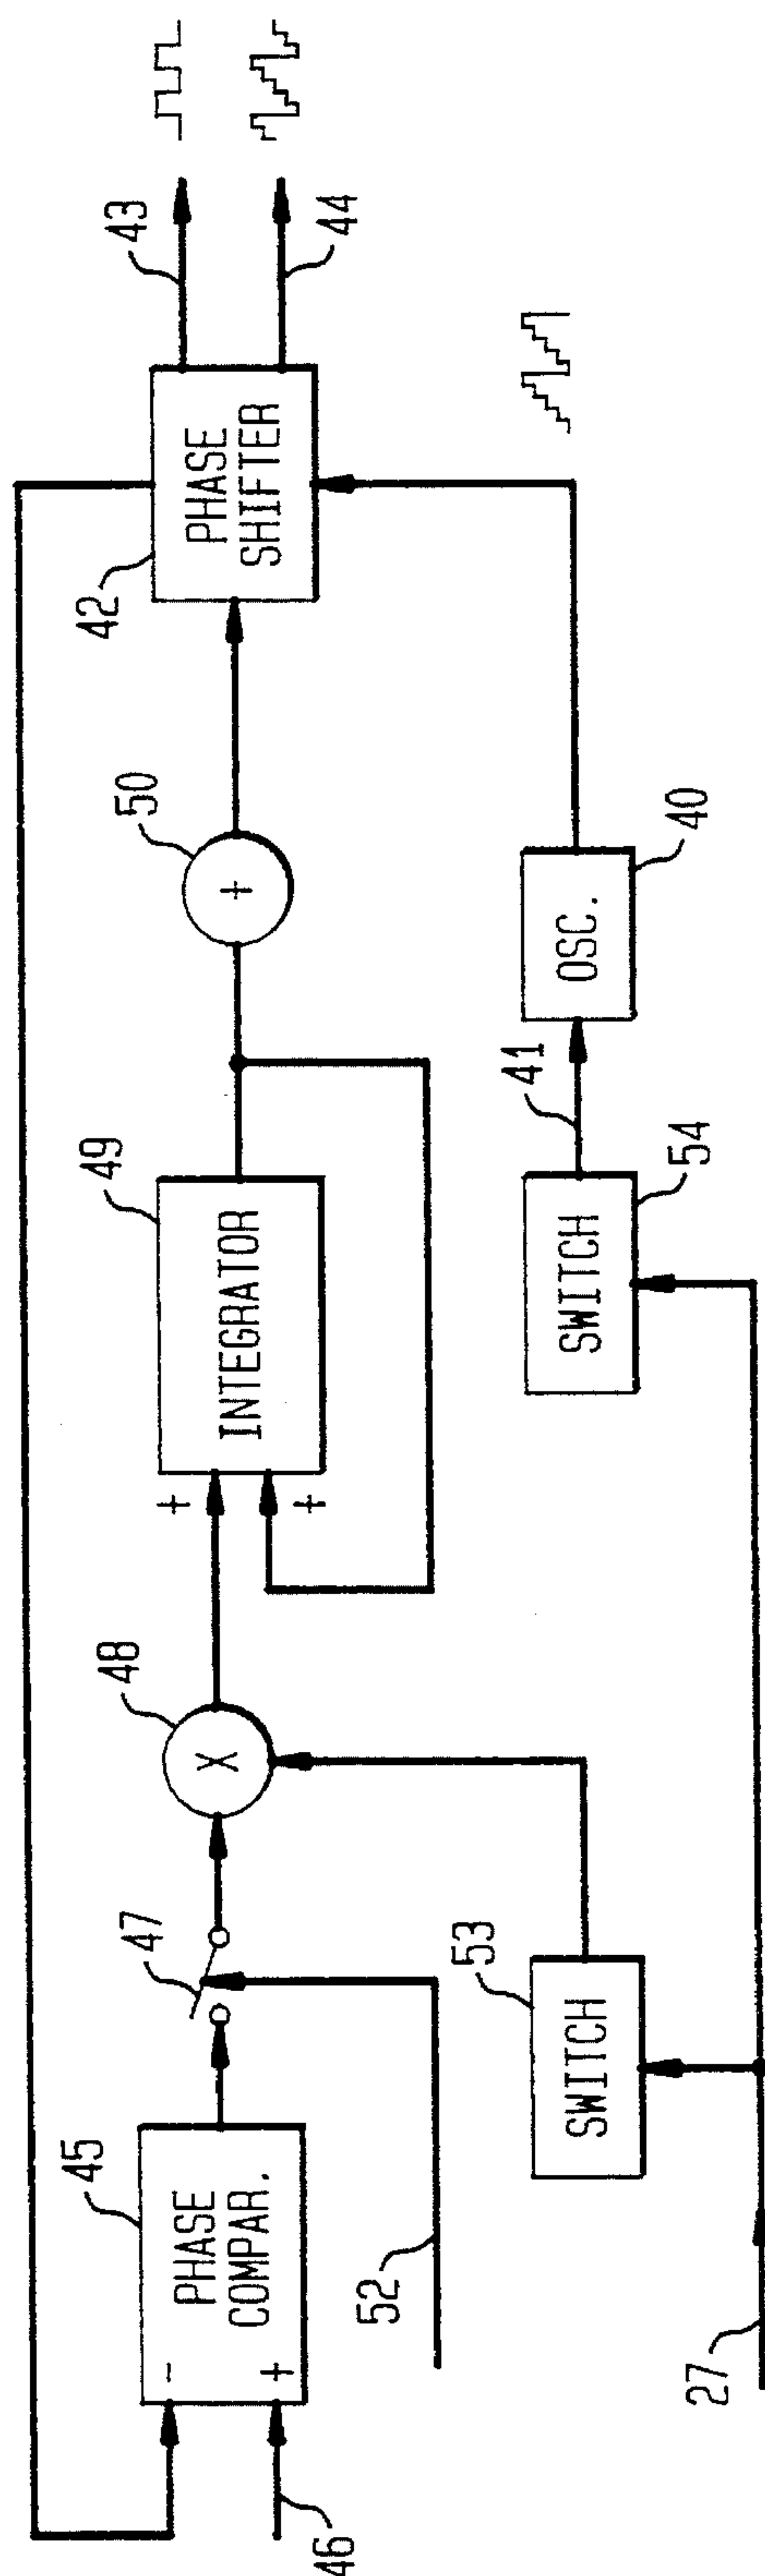 43
44
PHASE
SHIFTER
42
50
+
40
OSC.
41
49
INTEGRATOR
+
+
54
SWITCH
48
X
47
53
SWITCH
45
PHASE
COMPAR.
-
+
52
46
27